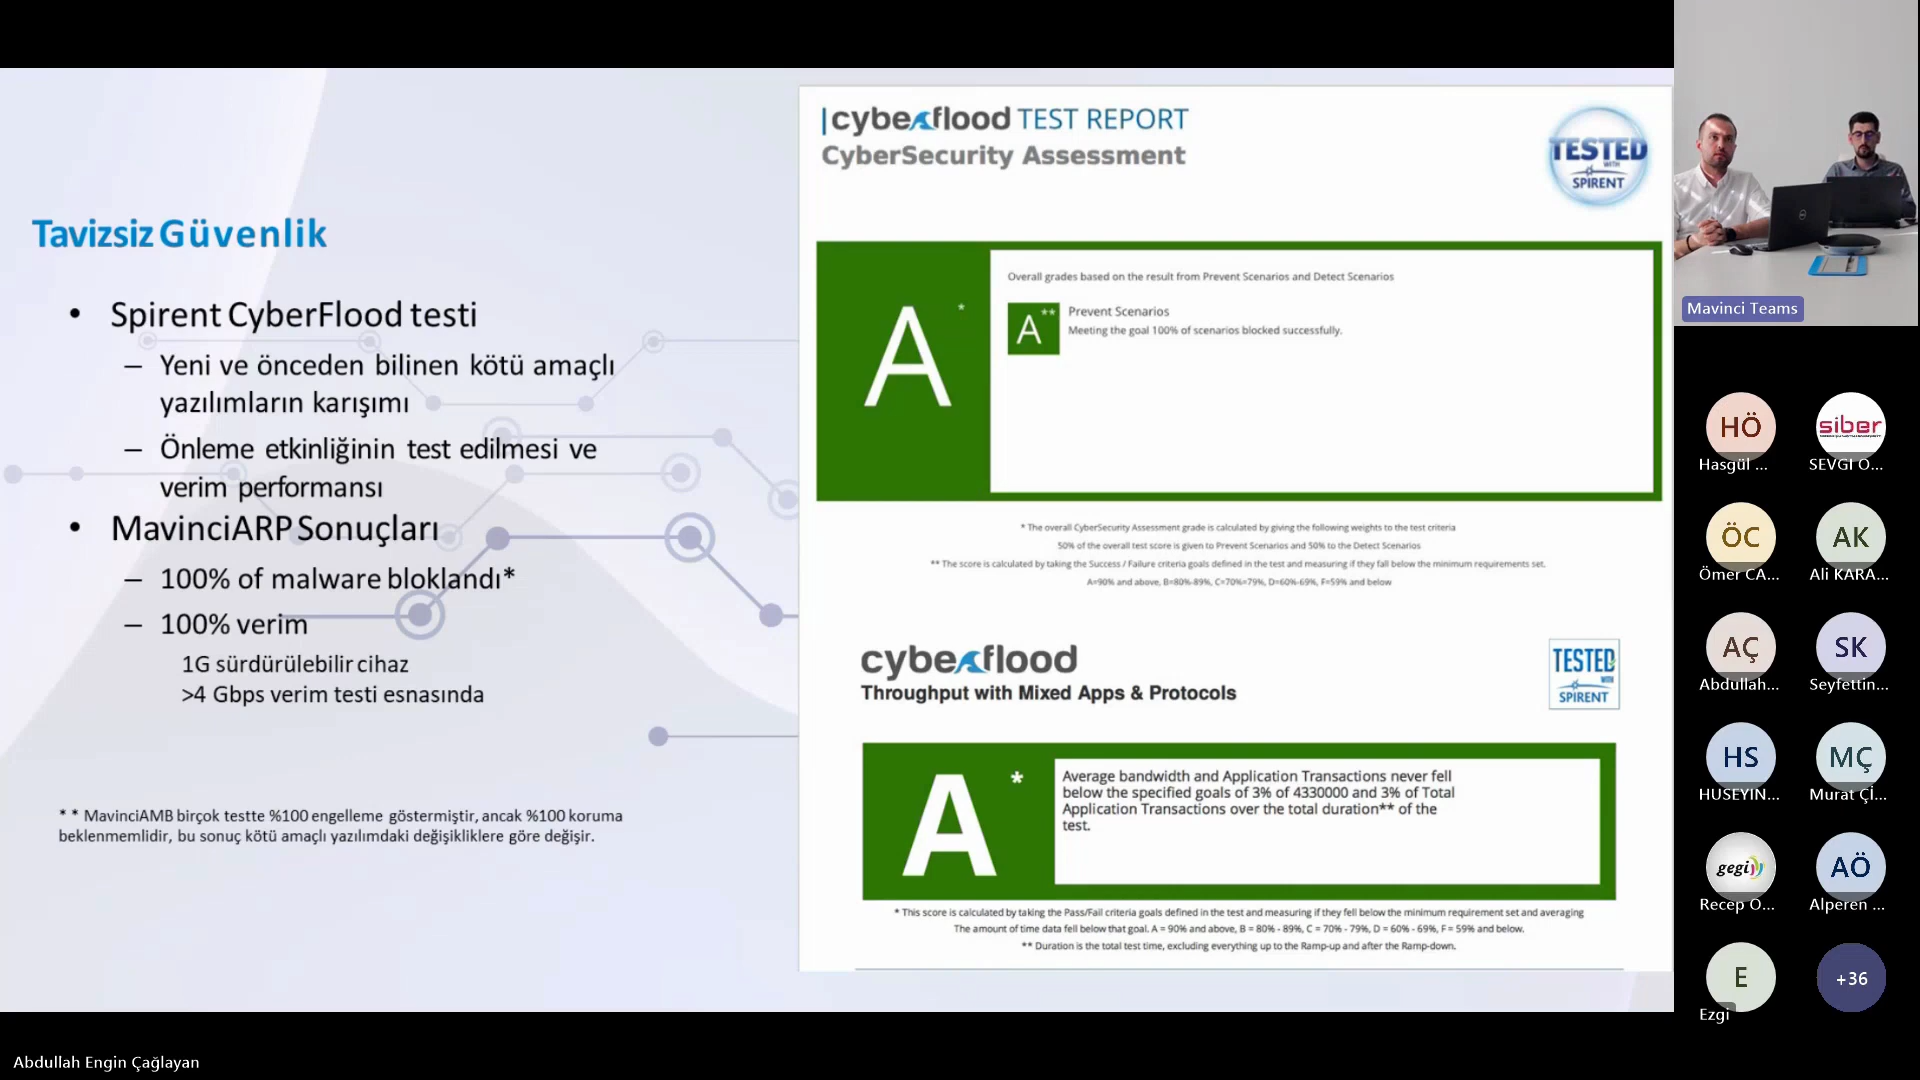 Tavizsiz Güvenlik
• Spirent CyberFlood testi
– Yeni ve önceden bilinen kötü amaçlı
yazılımların karışımı
– Önleme etkinliğinin test edilmesi ve
verim performansı
• MavinciARP Sonuçları
– 100% of malware bloklandı*
– 100% verim
1G sürdürülebilir cihaz
>4 Gbps verim testi esnasında
* * MavinciAMB birçok testte %100 engelleme göstermiştir, ancak %100 koruma
beklenmemlidir, bu sonuç kötü amaçlı yazılımdaki değişikliklere göre değişir.
cyberflood TEST REPORT
CyberSecurity Assessment
TESTED
WITH
SPIRENT
A *
Overall grades based on the result from Prevent Scenarios and Detect Scenarios
A **
Prevent Scenarios
Meeting the goal 100% of scenarios blocked successfully.
* The overall CyberSecurity Assessment grade is calculated by giving the following weights to the test criteria
50% of the overall test score is given to Prevent Scenarios and 50% to the Detect Scenarios
** The score is calculated by taking the Success / Failure criteria goals defined in the test and measuring if they fall below the minimum requirements set.
A=90% and above, B=80%-89%, C=70%=79%, D=60%-69%, F=59% and below
cyberflood
Throughput with Mixed Apps & Protocols
TESTED
WITH
SPIRENT
A *
Average bandwidth and Application Transactions never fell
below the specified goals of 3% of 4330000 and 3% of Total
Application Transactions over the total duration** of the
test.
* This score is calculated by taking the Pass/Fail criteria goals defined in the test and measuring if they fell below the minimum requirement set and averaging
The amount of time data fell below that goal. A = 90% and above, B = 80% - 89%, C = 70% - 79%, D = 60% - 69%, F = 59% and below.
** Duration is the total test time, excluding everything up to the Ramp-up and after the Ramp-down.
Mavinci Teams
HÖ
Hasgül ...
siber
SEVGI O...
ÖC
Ömer CA...
AK
Ali KARA...
AÇ
Abdullah...
SK
Seyfettin...
HS
HUSEYIN...
MÇ
Murat Çİ...
gegi
Recep O...
AÖ
Alperen ...
E
Ezgi
+36
Abdullah Engin Çağlayan